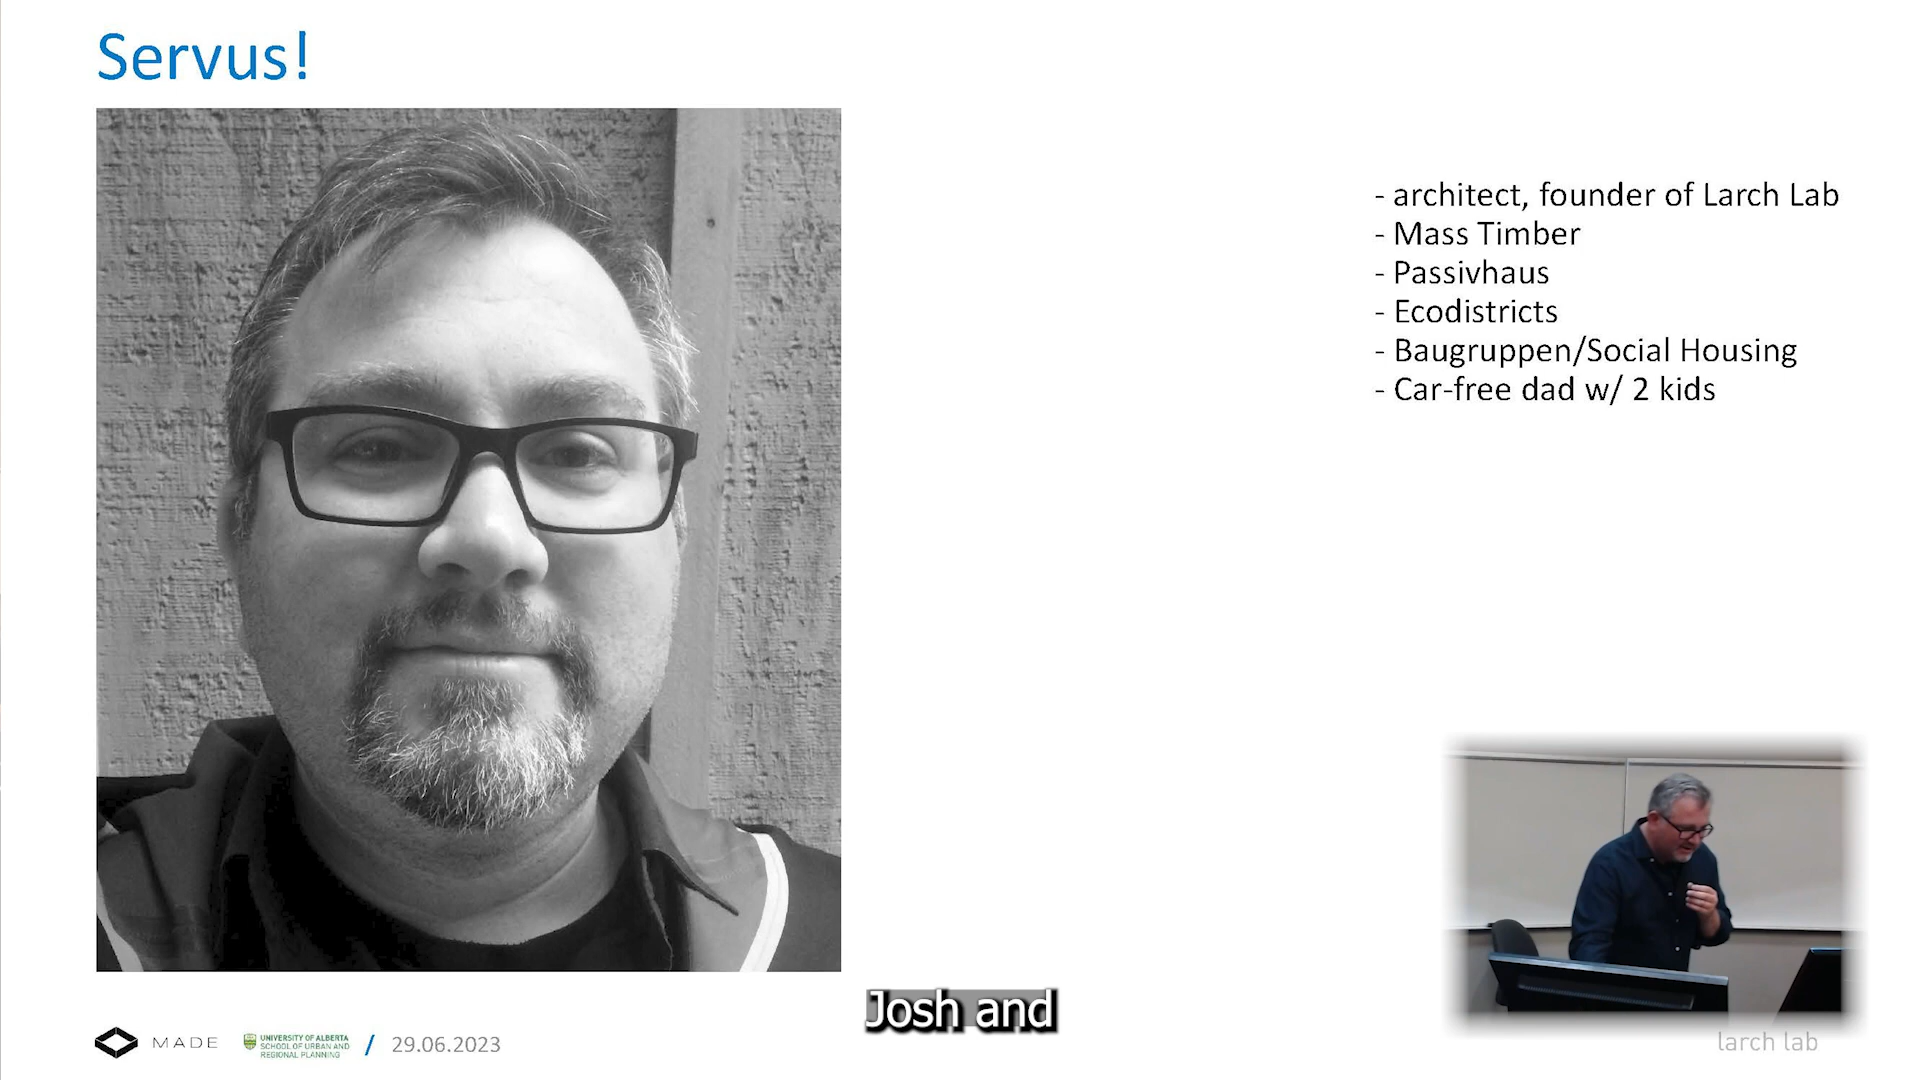 Servus!
- architect, founder of Larch Lab
- Mass Timber
- Passivhaus
- Ecodistricts
- Baugruppen/Social Housing
- Car-free dad w/ 2 kids
Josh and
MADE
UNIVERSITY OF ALBERTA
SCHOOL OF URBAN AND
REGIONAL PLANNING
/ 29.06.2023
larch lab